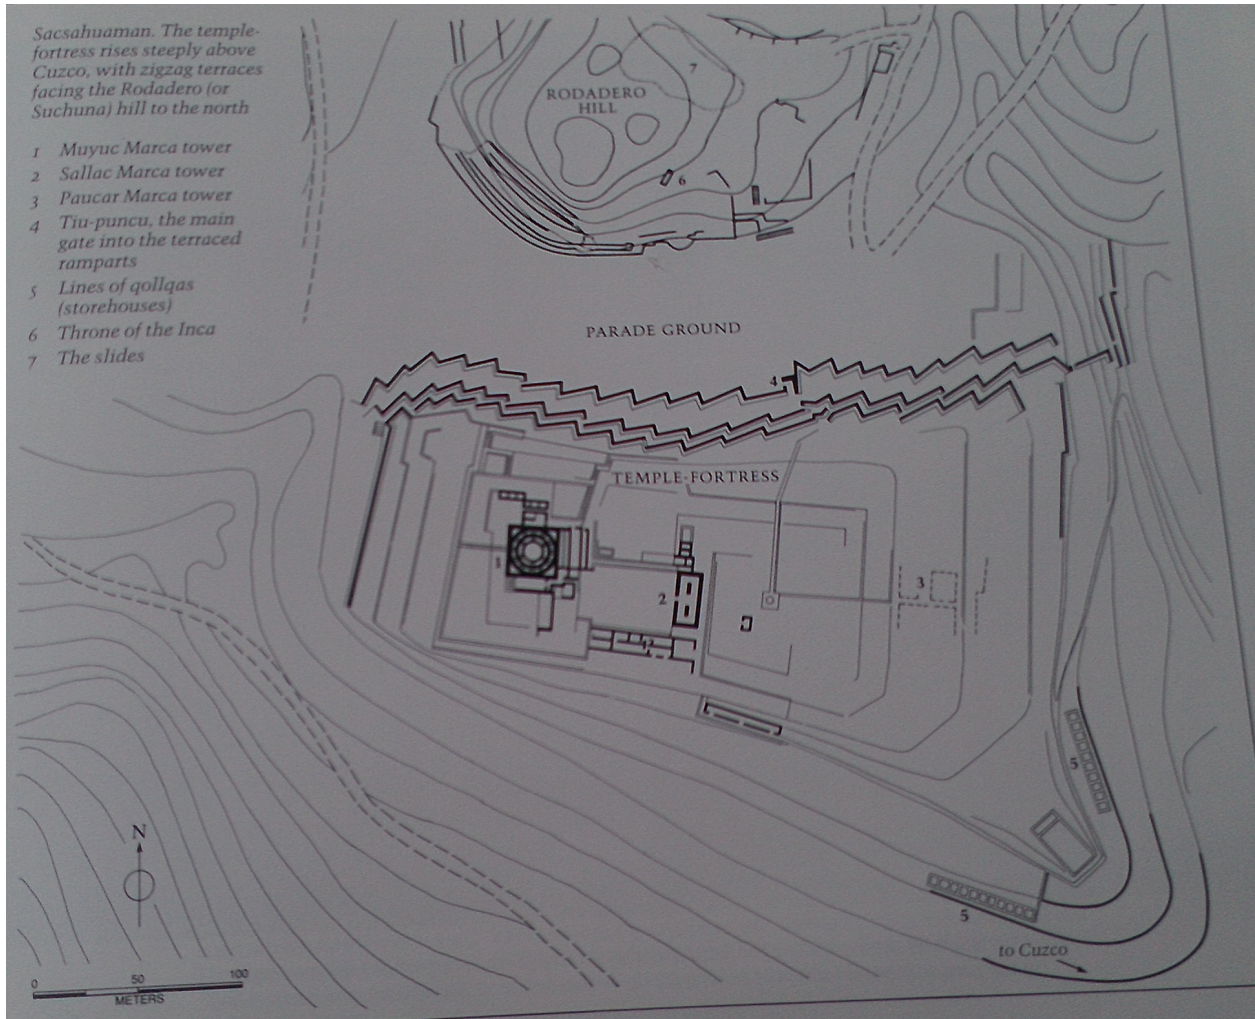 Sacsahuaman. The temple-
fortress rises steeply above
Cuzco, with zigzag terraces
facing the Rodadero (or
Suchuna) hill to the north
1 Muyuc Marca tower
2 Sallac Marca tower
3 Paucar Marca tower
4 Tiu-puncu, the main
gate into the terraced
ramparts
5 Lines of qollqas
(storehouses)
6 Throne of the Inca
7 The slides
7
RODADERO
HILL
6
PARADE GROUND
4
TEMPLE-FORTRESS
1
2
3
5
5
to Cuzco
N
0 50 100
METERS